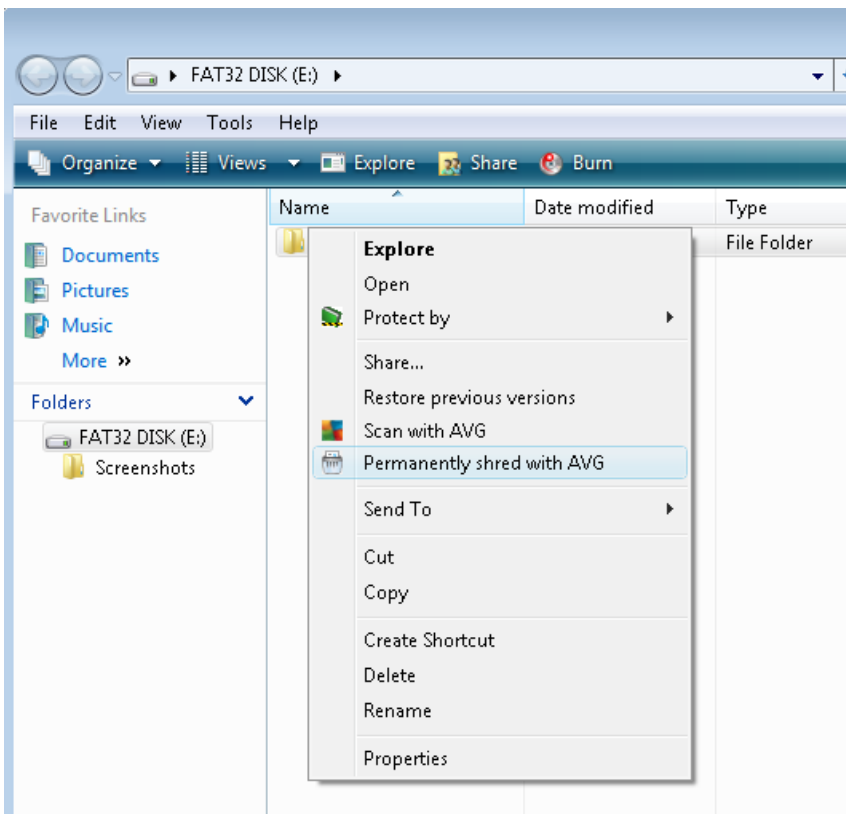 FAT32 DISK (E:)
File Edit View Tools Help
Organize Views Explore Share Burn
Name Date modified Type
Favorite Links
Documents
Pictures
Music
More »
Folders
FAT32 DISK (E:)
Screenshots
File Folder
Explore
Open
Protect by
Share...
Restore previous versions
Scan with AVG
Permanently shred with AVG
Send To
Cut
Copy
Create Shortcut
Delete
Rename
Properties